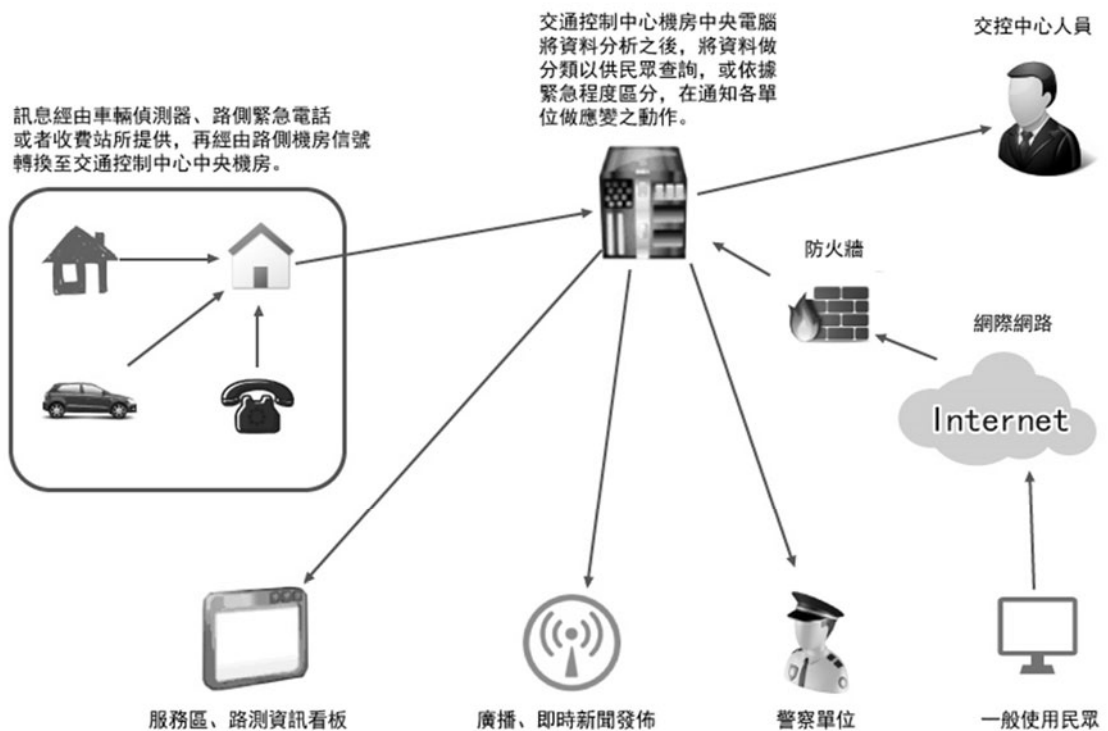 交通控制中心機房中央電腦
將資料分析之後，將資料做
分類以供民眾查詢，或依據
緊急程度區分，在通知各單
位做應變之動作。
交控中心人員
訊息經由車輛偵測器、路側緊急電話
或者收費站所提供，再經由路側機房信號
轉換至交通控制中心中央機房。
防火牆
網際網路
Internet
服務區、路測資訊看板
廣播、即時新聞發佈
警察單位
一般使用民眾